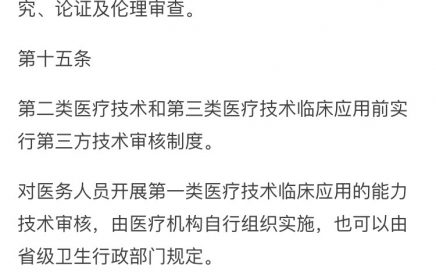 究、论证及伦理审查。
第十五条
第二类医疗技术和第三类医疗技术临床应用前实
行第三方技术审核制度。
对医务人员开展第一类医疗技术临床应用的能力
技术审核，由医疗机构自行组织实施，也可以由
省级卫生行政部门规定。